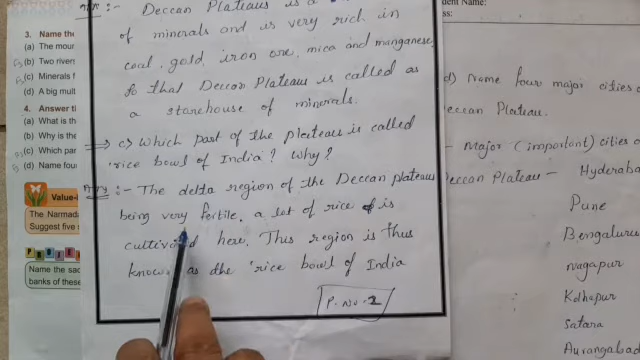 3. Name the
(a) The mour
(b) Two rivers
(c) Minerals f
(d) A big mult
4. Answer t
(a) What is th
(b) Why is the
(c) Which par
(d) Name fou
Value-
The Narmada
Suggest five s
Name the sac
banks of these
Ans :- Deccan Plateaus is a
of minerals and is very rich in
coal, gold, iron ore, mica and manganese,
so that Deccan Plateau is called as
a storehouse of minerals.
c) Which part of the plateau is called
'rice bowl of India? Why?
Ans :- The delta region of the Deccan plateaus
being very fertile. a lot of rice is
cultivated here. This region is thus
known as the 'rice bowl of India
P. No-2
dent Name:
ss:
d) Name four major cities o
Deccan Plateau.
- Major (important) cities o
Deccan Plateau - Hyderaba
Pune
Bengaluru
nagapur
Kolhapur
Satara
Aurangabad